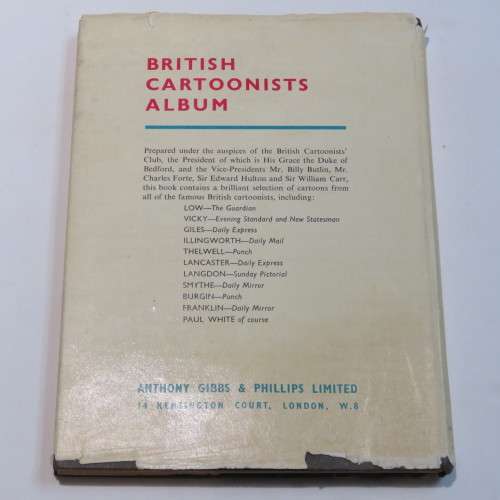 BRITISH
CARTOONISTS
ALBUM
Prepared under the auspices of the British Cartoonists'
Club, the President of which is His Grace the Duke of
Bedford, and the Vice-Presidents Mr. Billy Butlin, Mr.
Charles Forte, Sir Edward Hulton and Sir William Carr,
this book contains a brilliant selection of cartoons from
all of the famous British cartoonists, including:
LOW—The Guardian
VICKY—Evening Standard and New Statesman
GILES—Daily Express
ILLINGWORTH—Daily Mail
THELWELL—Punch
LANCASTER—Daily Express
LANGDON—Sunday Pictorial
SMYTHE—Daily Mirror
BURGIN—Punch
FRANKLIN—Daily Mirror
PAUL WHITE of course
ANTHONY GIBBS & PHILLIPS LIMITED
14 KENSINGTON COURT, LONDON, W.8